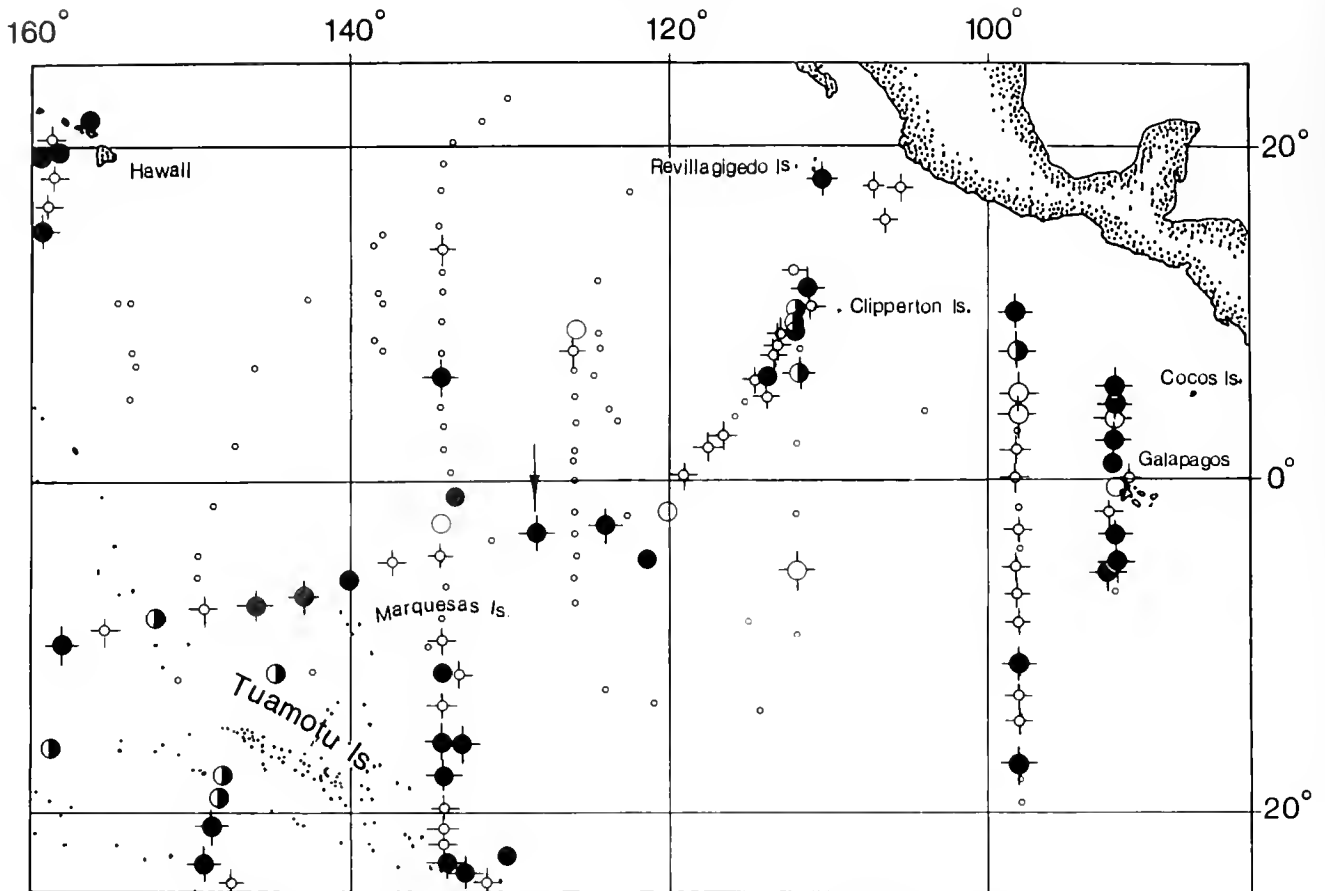 160° 140° 120° 100°
20°
Hawaii
Revillagigedo Is.
Clipperton Is.
Cocos Is.
Galapagos
0°
Marquesas Is.
Tuamotu Is.
20°